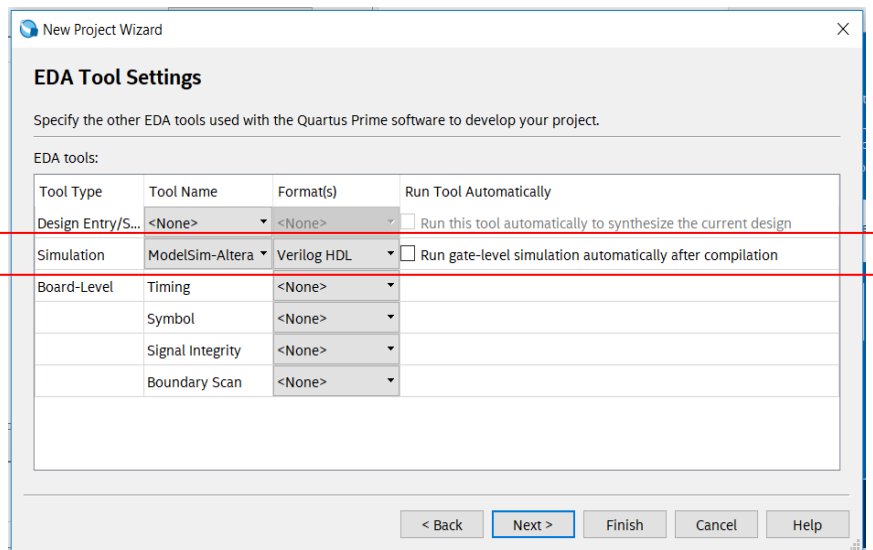 New Project Wizard
EDA Tool Settings
Specify the other EDA tools used with the Quartus Prime software to develop your project.
EDA tools:
Tool Type Tool Name Format(s) Run Tool Automatically
Design Entry/S... <None> <None> Run this tool automatically to synthesize the current design
Simulation ModelSim-Altera Verilog HDL Run gate-level simulation automatically after compilation
Board-Level Timing <None>
Symbol <None>
Signal Integrity <None>
Boundary Scan <None>
< Back Next > Finish Cancel Help